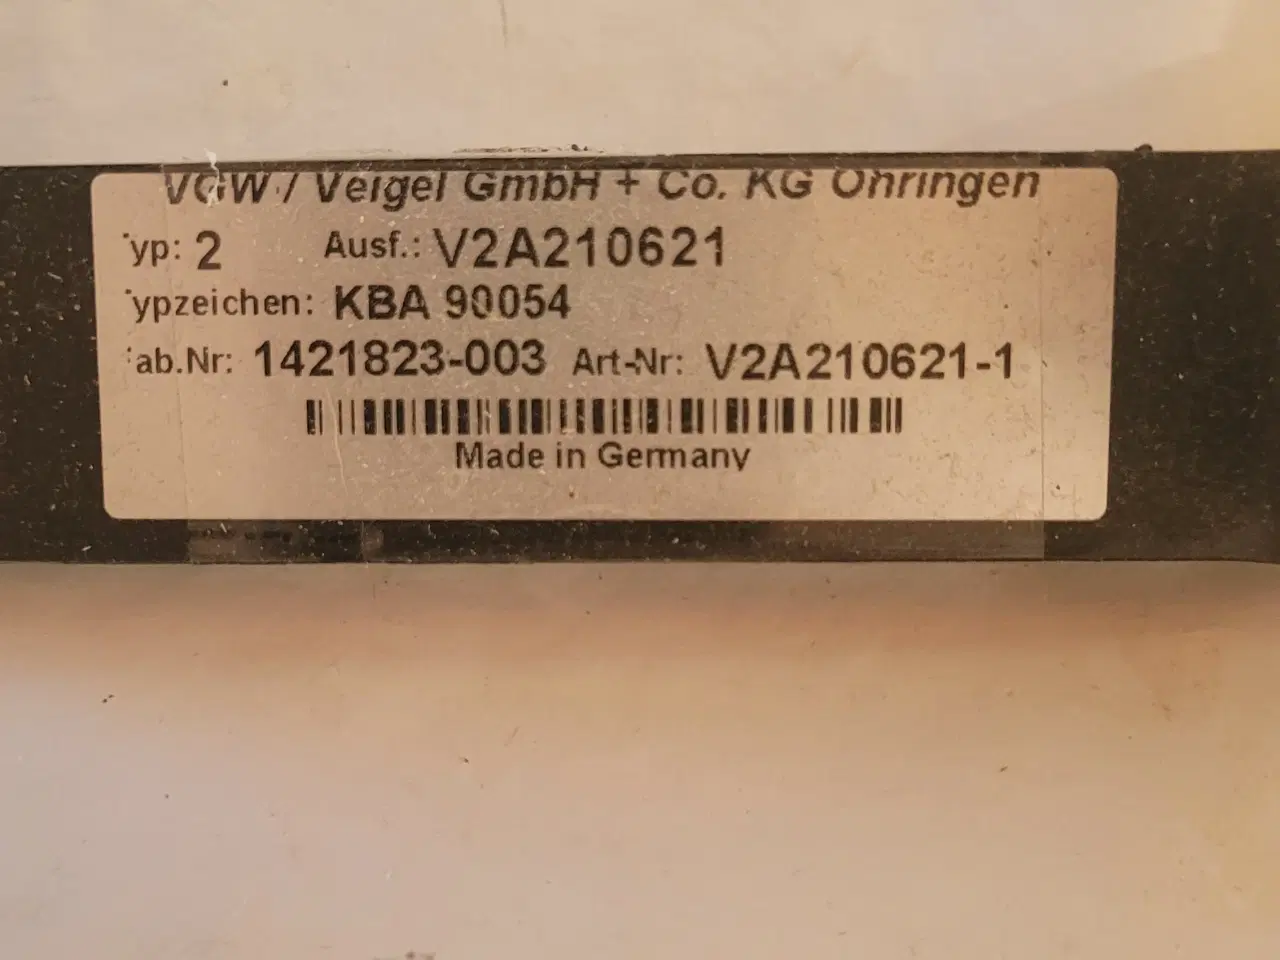 VGW / Veigel GmbH + Co. KG Öhringen
yp: 2 Ausf.: V2A210621
ypzeichen: KBA 90054
ab.Nr: 1421823-003 Art-Nr: V2A210621-1
Made in Germany